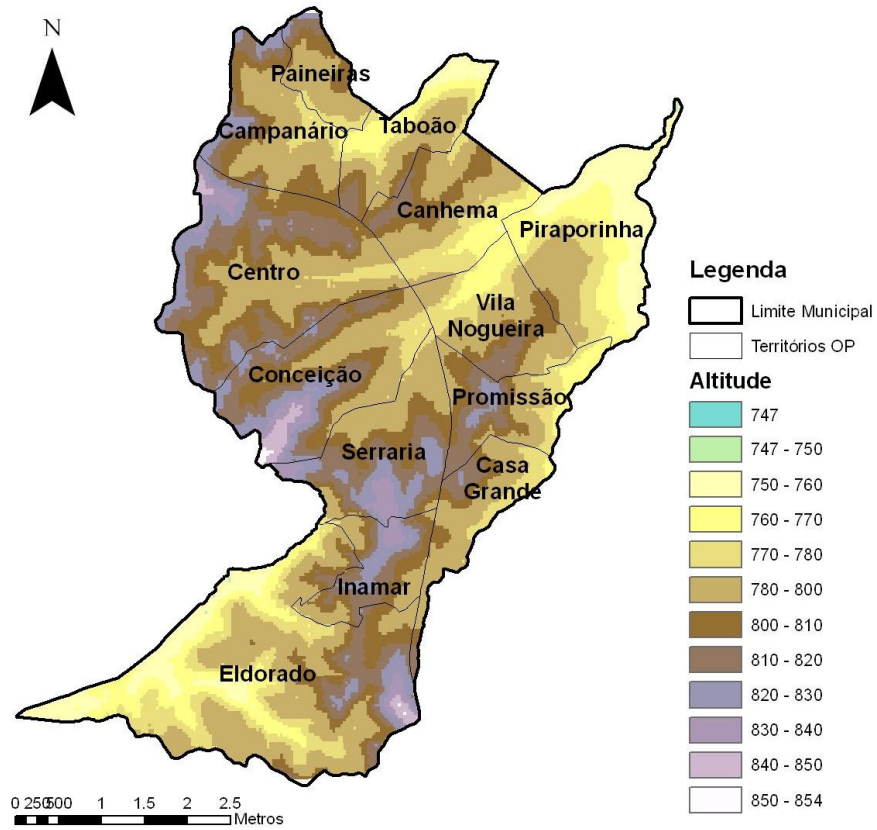 N
Paineiras
Campanário
Taboão
Canhema
Piraporinha
Centro
Vila
Nogueira
Conceição
Promissão
Serraria
Casa
Grande
Inamar
Eldorado
Legenda
Limite Municipal
Territórios OP
Altitude
747
747 - 750
750 - 760
760 - 770
770 - 780
780 - 800
800 - 810
810 - 820
820 - 830
830 - 840
840 - 850
850 - 854
0 250500 1 1.5 2 2.5
Metros